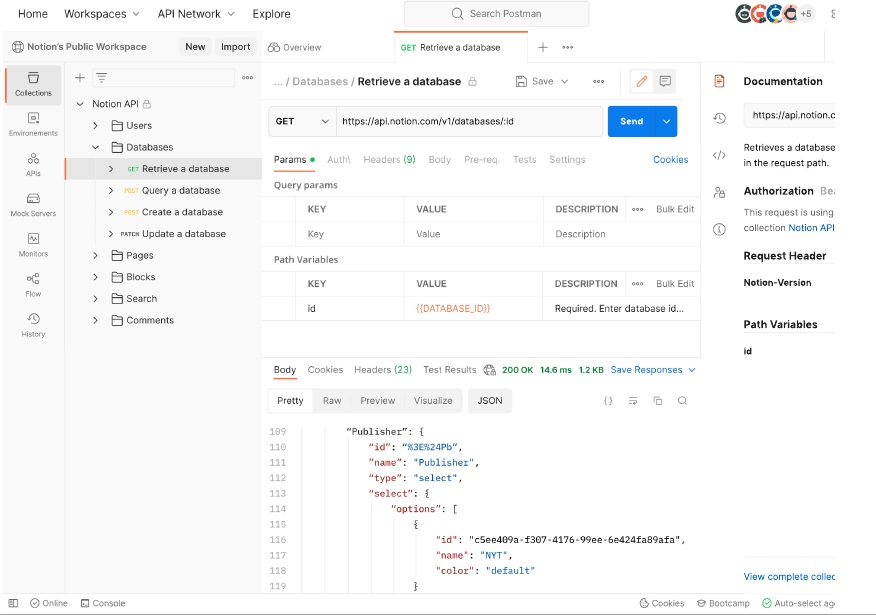 Home Workspaces API Network Explore Search Postman +5
Notion's Public Workspace New Import Overview GET Retrieve a database
Collections
Environements
APIs
Mock Servers
Monitors
Flow
History
Notion API
Users
Databases
GET Retrieve a database
POST Query a database
POST Create a database
PATCH Update a database
Pages
Blocks
Search
Comments
... / Databases / Retrieve a database Save
GET https://api.notion.com/v1/databases/:id Send
Params Auth\ Headers (9) Body Pre-req. Tests Settings Cookies
Query params
KEY VALUE DESCRIPTION Bulk Edit
Key Value Description
Path Variables
KEY VALUE DESCRIPTION Bulk Edit
id {{DATABASE_ID}} Required. Enter database id...
Body Cookies Headers (23) Test Results 200 OK 14.6 ms 1.2 KB Save Responses
Pretty Raw Preview Visualize JSON
109 "Publisher": {
110 "id": "%3E%24Pb",
111 "name": "Publisher",
112 "type": "select",
113 "select": {
114 "options": [
115 {
116 "id": "c5ee409a-f307-4176-99ee-6e424fa89afa",
117 "name": "NYT",
118 "color": "default"
119 }
Documentation
https://api.notion.c
Retrieves a database
in the request path.
Authorization Bea
This request is using
collection Notion API
Request Header
Notion-Version
Path Variables
id
View complete collec
Online Console Cookies Bootcamp Auto-select age